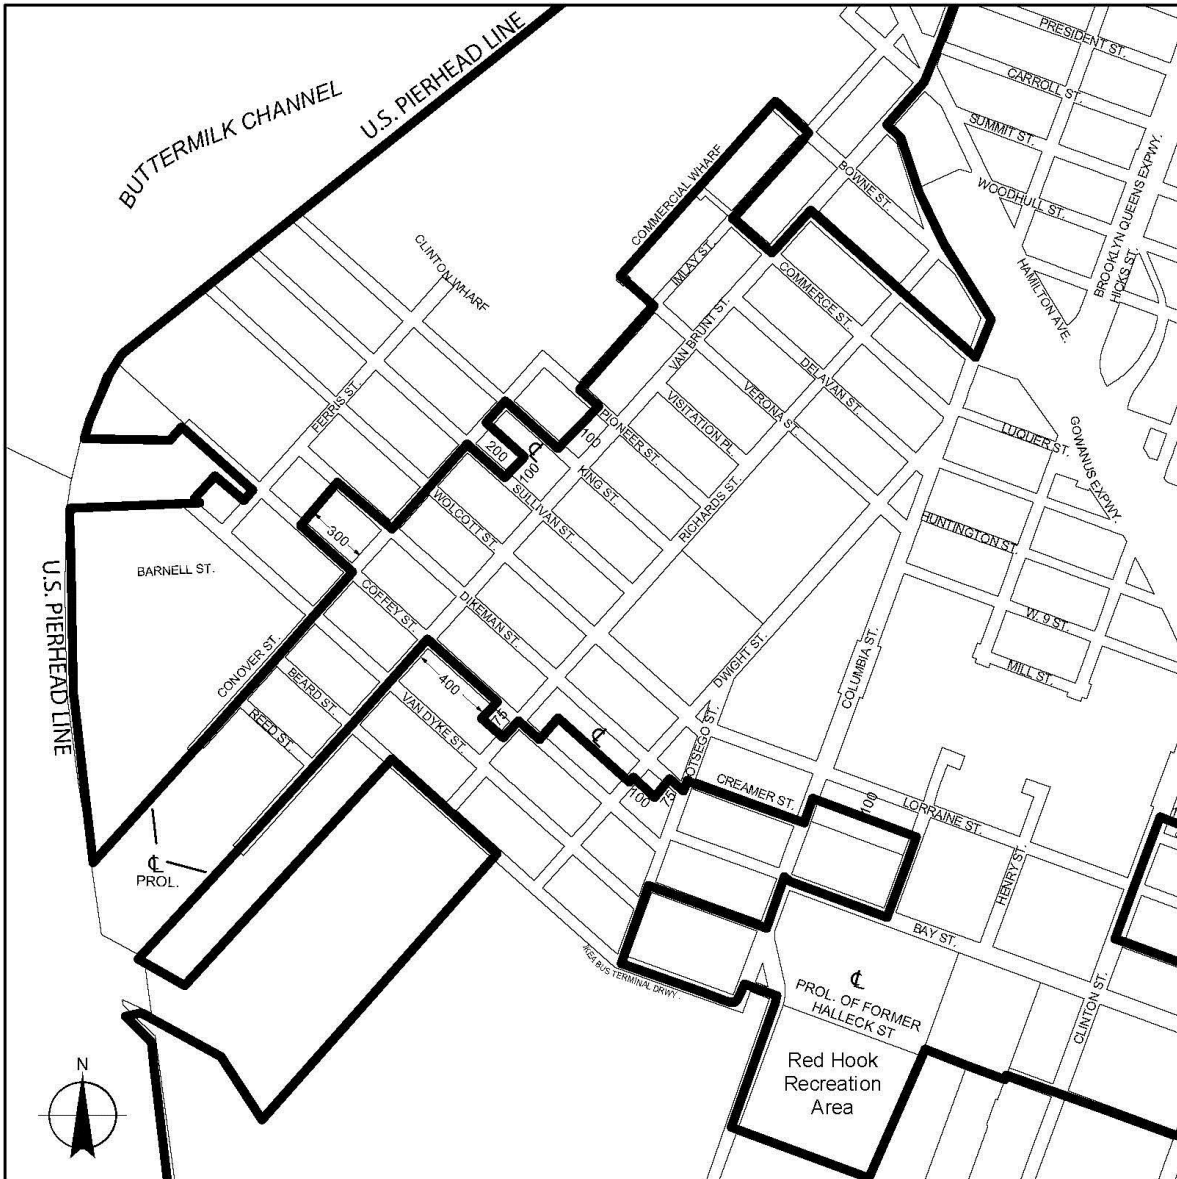 PRESIDENT ST.
CARROLL ST.
SUMMIT ST.
WOODHULL ST.
BROOKLYN QUEENS EXPWY.
HICKS ST.
HAMILTON AVE.
U.S. PIERHEAD LINE
BUTTERMILK CHANNEL
COMMERCIAL WHARF
BOWNE ST.
IMLAY ST.
CLINTON WHARF
COMMERCE ST.
VAN BRUNT ST.
DELAVAN ST.
VERONA ST.
VISITATION PL.
FERRIS ST.
PIONEER ST.
100
LUQUER ST.
GOWANUS EXPWY.
200
℄
100
KING ST.
SULLIVAN ST.
WOLCOTT ST.
RICHARDS ST.
HUNTINGTON ST.
300
BARNELL ST.
COFFEY ST.
DIKEMAN ST.
W. 9 ST.
MILL ST.
U.S. PIERHEAD LINE
CONOVER ST.
DWIGHT ST.
COLUMBIA ST.
BEARD ST.
400
75
REED ST.
VAN DYKE ST.
℄
OTSEGO ST.
CREAMER ST.
100
75
100
LORRAINE ST.
HENRY ST.
℄
PROL.
BAY ST.
IKEA BUS TERMINAL DRWY.
℄
PROL. OF FORMER
HALLECK ST
CLINTON ST.
Red Hook
Recreation
Area
N